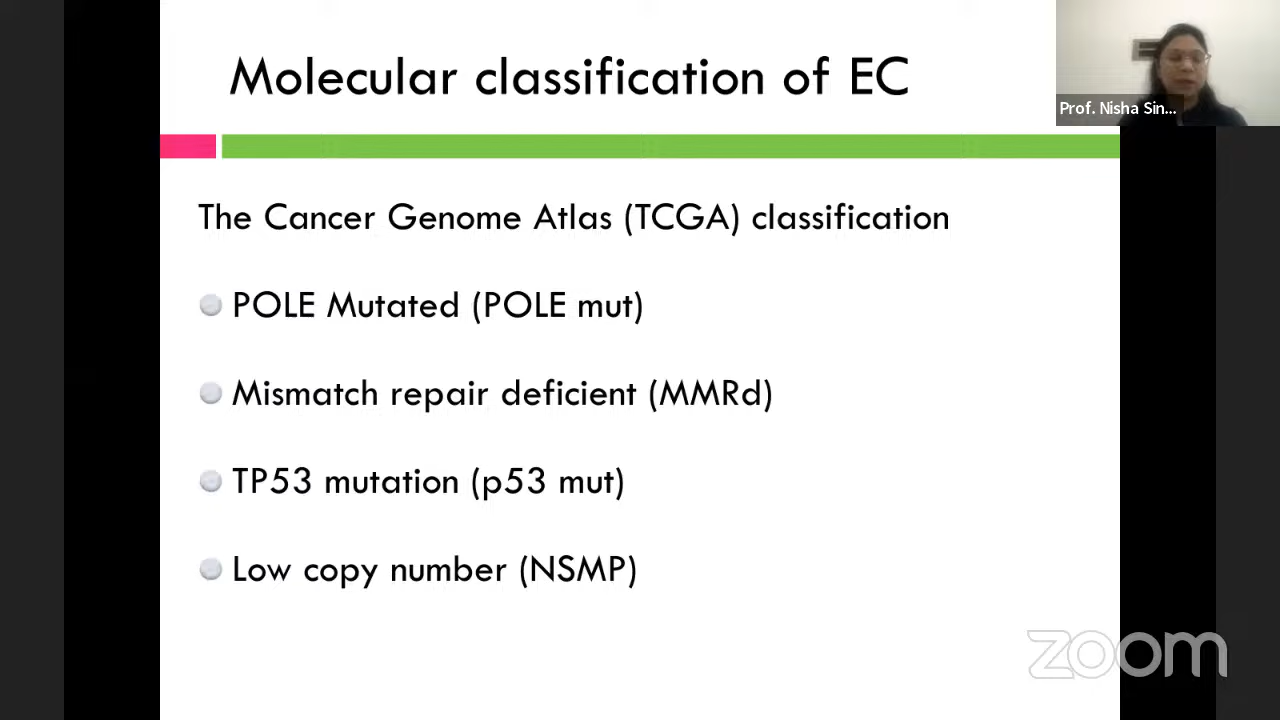 Molecular classification of EC
Prof. Nisha Sin...
The Cancer Genome Atlas (TCGA) classification
POLE Mutated (POLE mut)
Mismatch repair deficient (MMRd)
TP53 mutation (p53 mut)
Low copy number (NSMP)
zoom